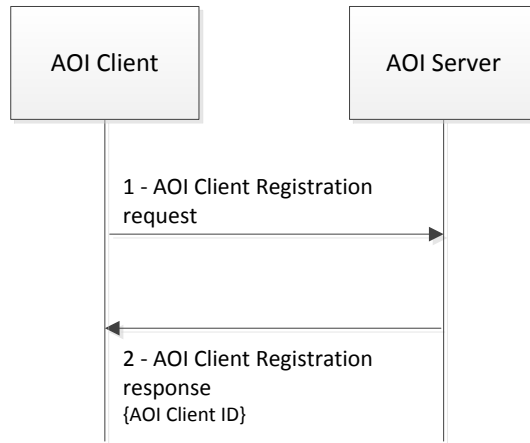 AOI Client
AOI Server
1 - AOI Client Registration
request
2 - AOI Client Registration
response
{AOI Client ID}